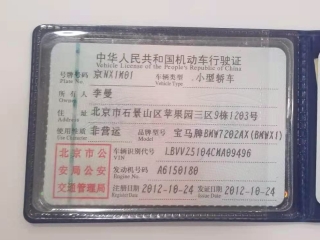 中华人民共和国机动车行驶证
Vehicle License of the People's Republic of China
号牌号码 京NX1M01 车辆类型 小型轿车
Plate No. Vehicle Type
所有人 李曼
Owner
住址 北京市石景山区苹果园三区9栋1203号
Address
使用性质 非营运 品牌型号 宝马牌BMW7202AX(BMWX1)
Use Character Model
北京市公 车辆识别代号 LBVVZ5104CMA09496
VIN
安局公安 发动机号码 A6150180
Engine No.
交通管理局 注册日期 2012-10-24 发证日期 2012-10-24
Register Date Issue Date